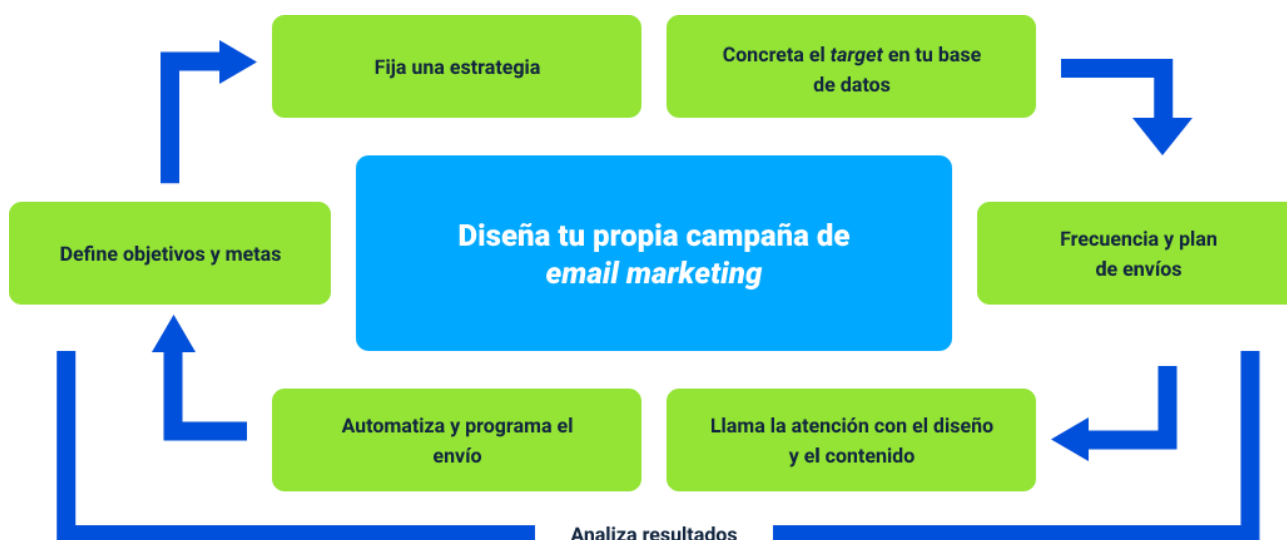 Fija una estrategia
Concreta el target en tu base
de datos
Diseña tu propia campaña de
email marketing
Define objetivos y metas
Frecuencia y plan
de envíos
Automatiza y programa el
envío
Llama la atención con el diseño
y el contenido
Analiza resultados